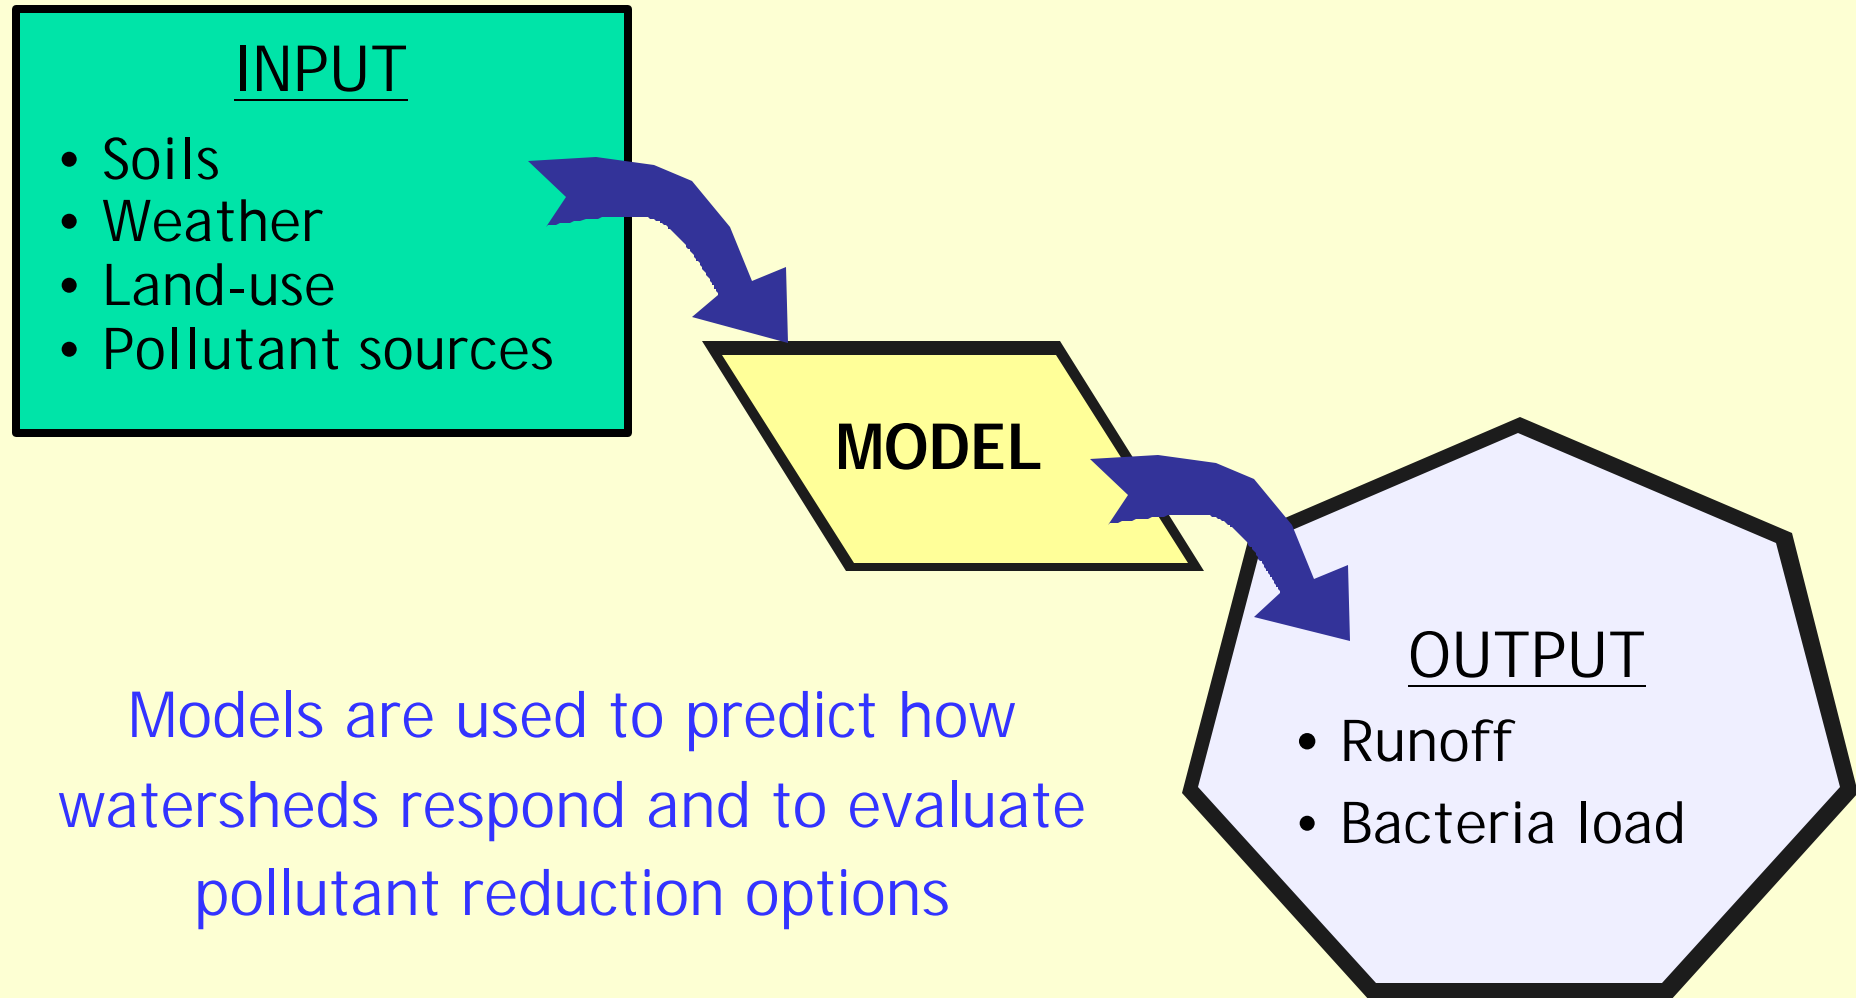 INPUT
• Soils
• Weather
• Land-use
• Pollutant sources
MODEL
OUTPUT
• Runoff
• Bacteria load
Models are used to predict how
watersheds respond and to evaluate
pollutant reduction options